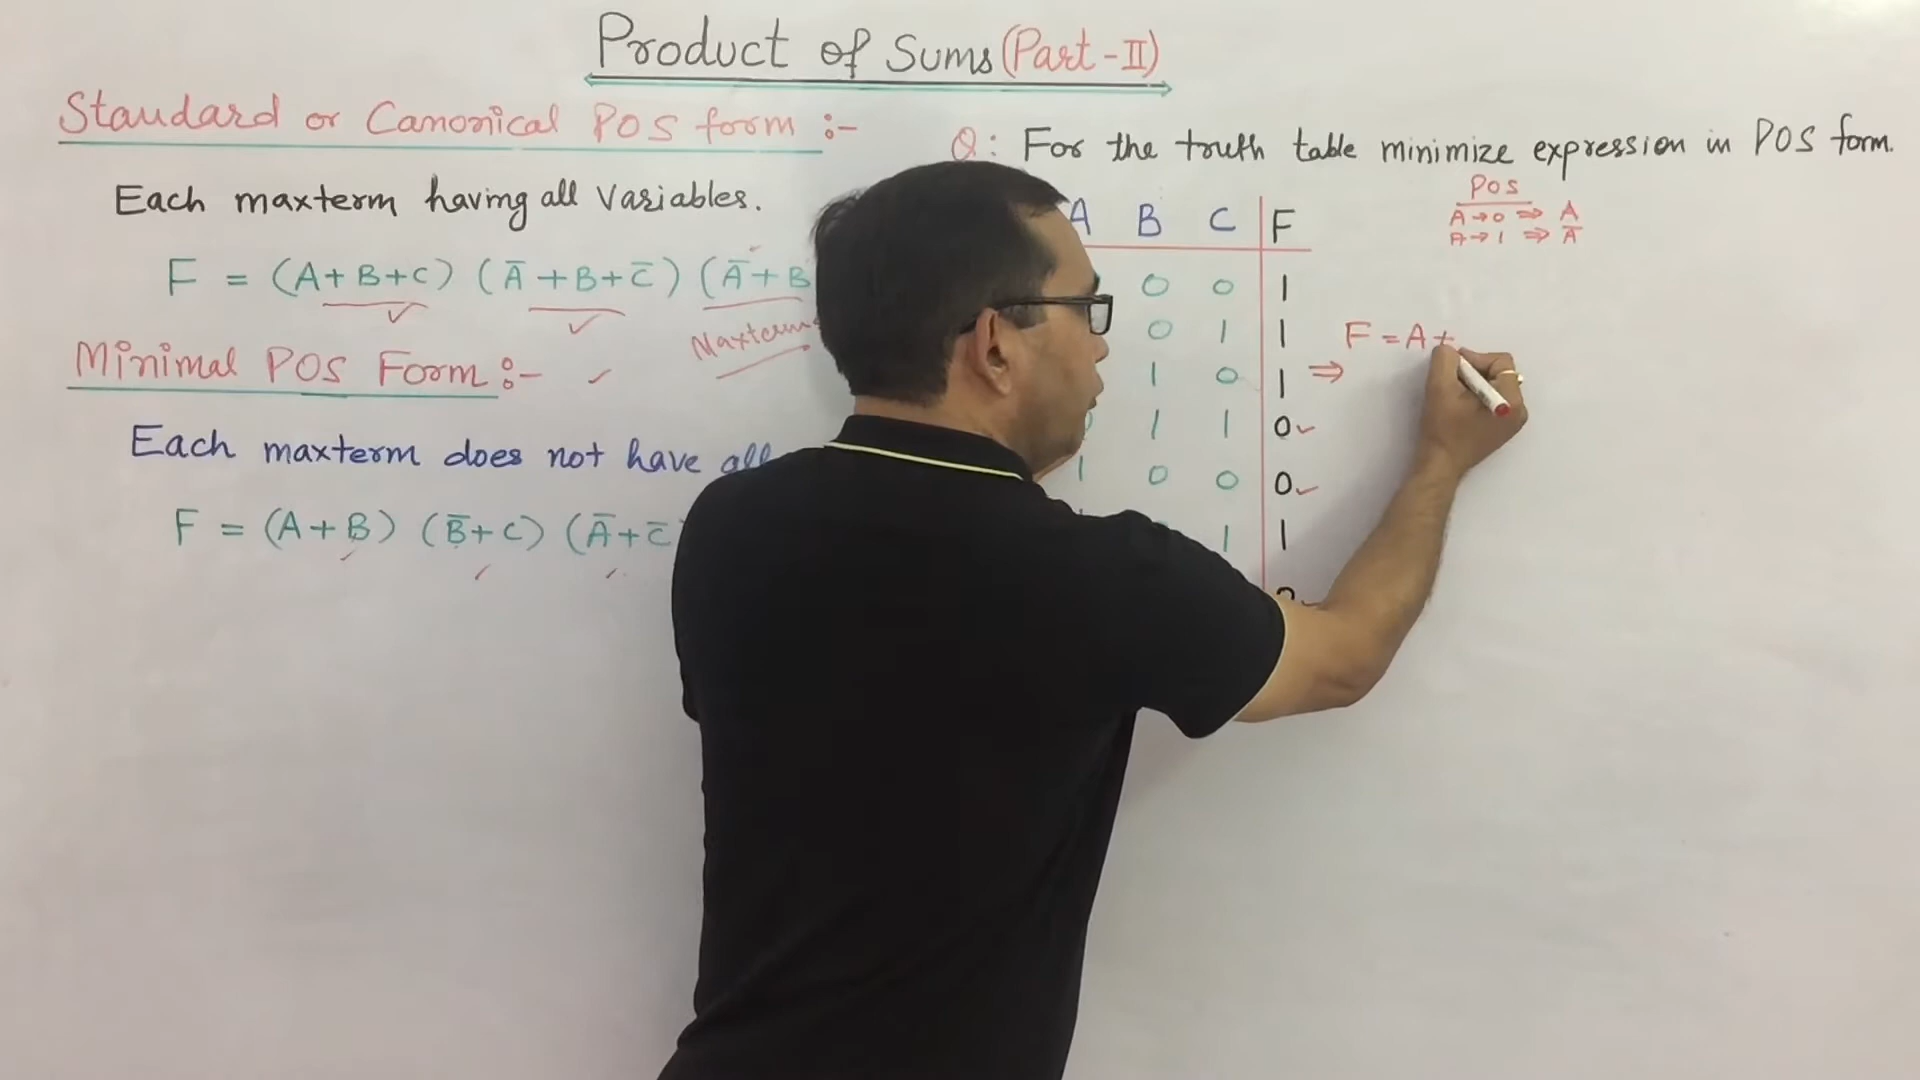 Product of Sums (Part-II)
Standard or Canonical POS form :-
Each maxterm having all Variables.
F = (A+B+C) (A̅+B+C̅) (A̅+B
Maxterm
Minimal POS Form :- ✓
Each maxterm does not have all
F = (A+B) (B̅+C) (A̅+C̅)
Q: For the truth table minimize expression in POS form.
POS
A→0 ⇒ A
A→1 ⇒ A̅
A B C F
0 0 1
0 1 1
1 0 1
1 1 0 ✓
1 0 0 0 ✓
1 1
⇒ F = A+